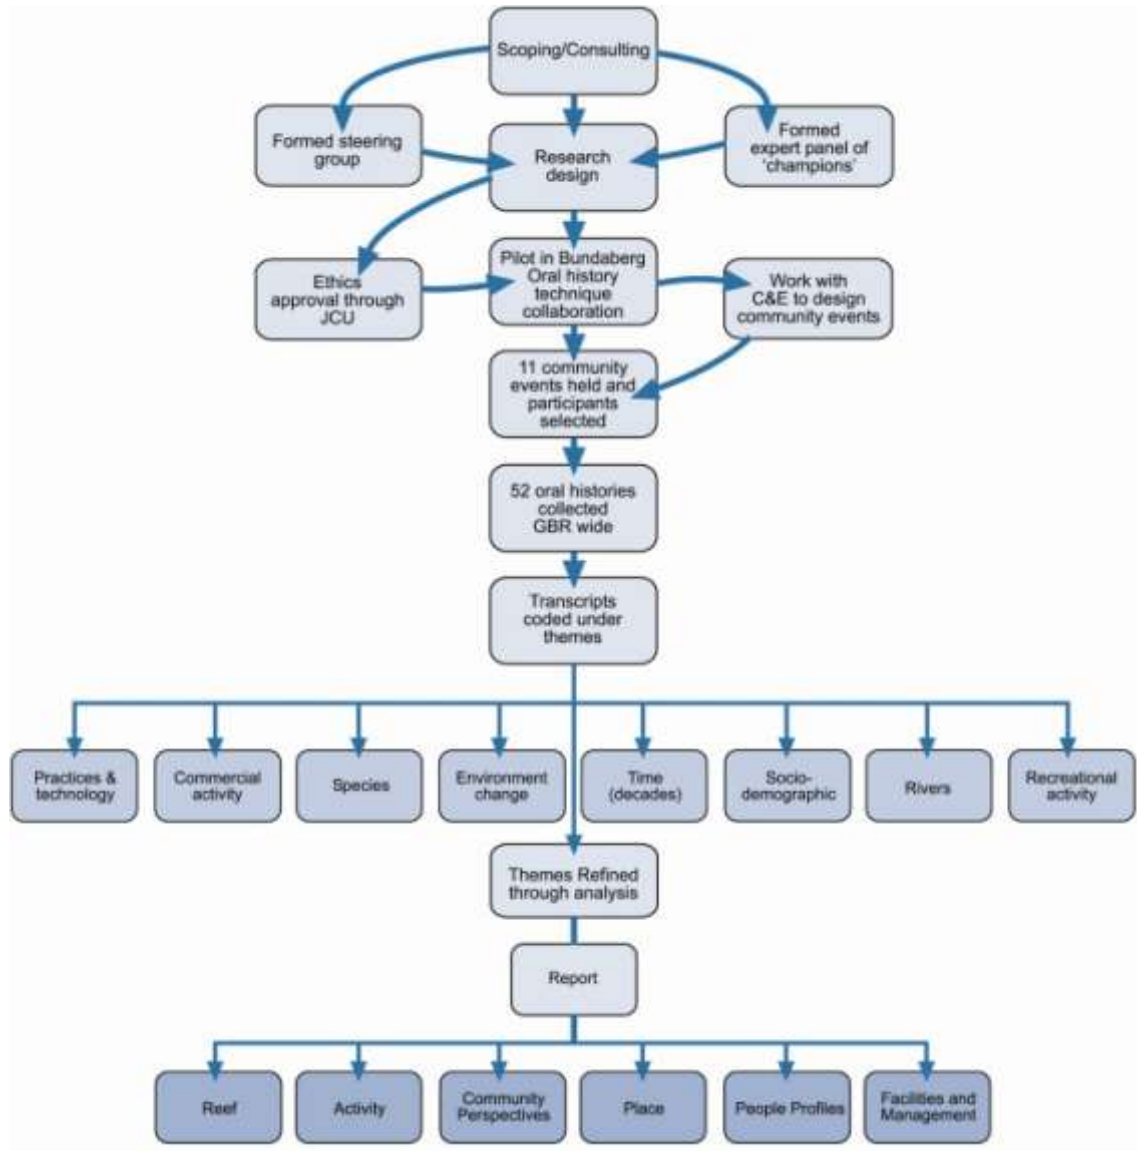 Scoping/Consulting
Formed steering
group
Research
design
Formed
expert panel of
‘champions’
Ethics
approval through
JCU
Pilot in Bundaberg
Oral history
technique
collaboration
Work with
C&E to design
community events
11 community
events held and
participants
selected
52 oral histories
collected
GBR wide
Transcripts
coded under
themes
Practices &
technology
Commercial
activity
Species
Environment
change
Time
(decades)
Socio-
demographic
Rivers
Recreational
activity
Themes Refined
through analysis
Report
Reef
Activity
Community
Perspectives
Place
People Profiles
Facilities and
Management